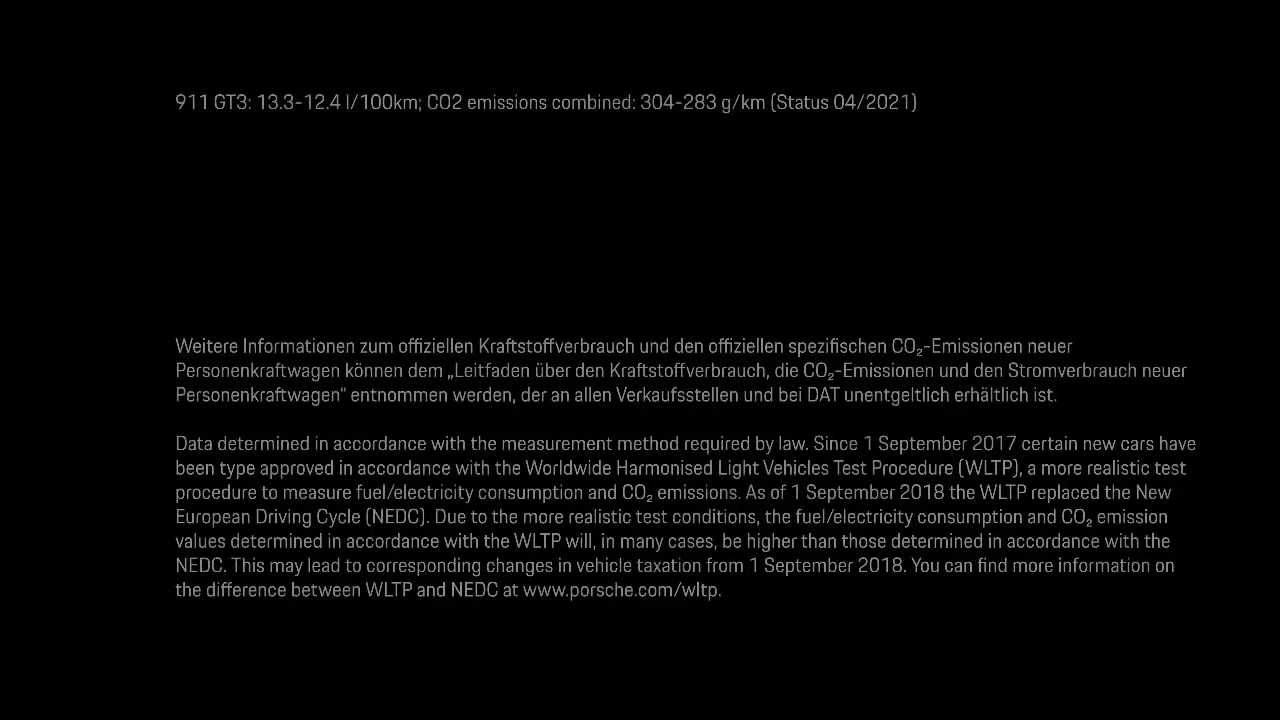 911 GT3: 13.3-12.4 l/100km; CO2 emissions combined: 304-283 g/km (Status 04/2021)
Weitere Informationen zum offiziellen Kraftstoffverbrauch und den offiziellen spezifischen CO₂-Emissionen neuer
Personenkraftwagen können dem „Leitfaden über den Kraftstoffverbrauch, die CO₂-Emissionen und den Stromverbrauch neuer
Personenkraftwagen“ entnommen werden, der an allen Verkaufsstellen und bei DAT unentgeltlich erhältlich ist.
Data determined in accordance with the measurement method required by law. Since 1 September 2017 certain new cars have
been type approved in accordance with the Worldwide Harmonised Light Vehicles Test Procedure (WLTP), a more realistic test
procedure to measure fuel/electricity consumption and CO₂ emissions. As of 1 September 2018 the WLTP replaced the New
European Driving Cycle (NEDC). Due to the more realistic test conditions, the fuel/electricity consumption and CO₂ emission
values determined in accordance with the WLTP will, in many cases, be higher than those determined in accordance with the
NEDC. This may lead to corresponding changes in vehicle taxation from 1 September 2018. You can find more information on
the difference between WLTP and NEDC at www.porsche.com/wltp.